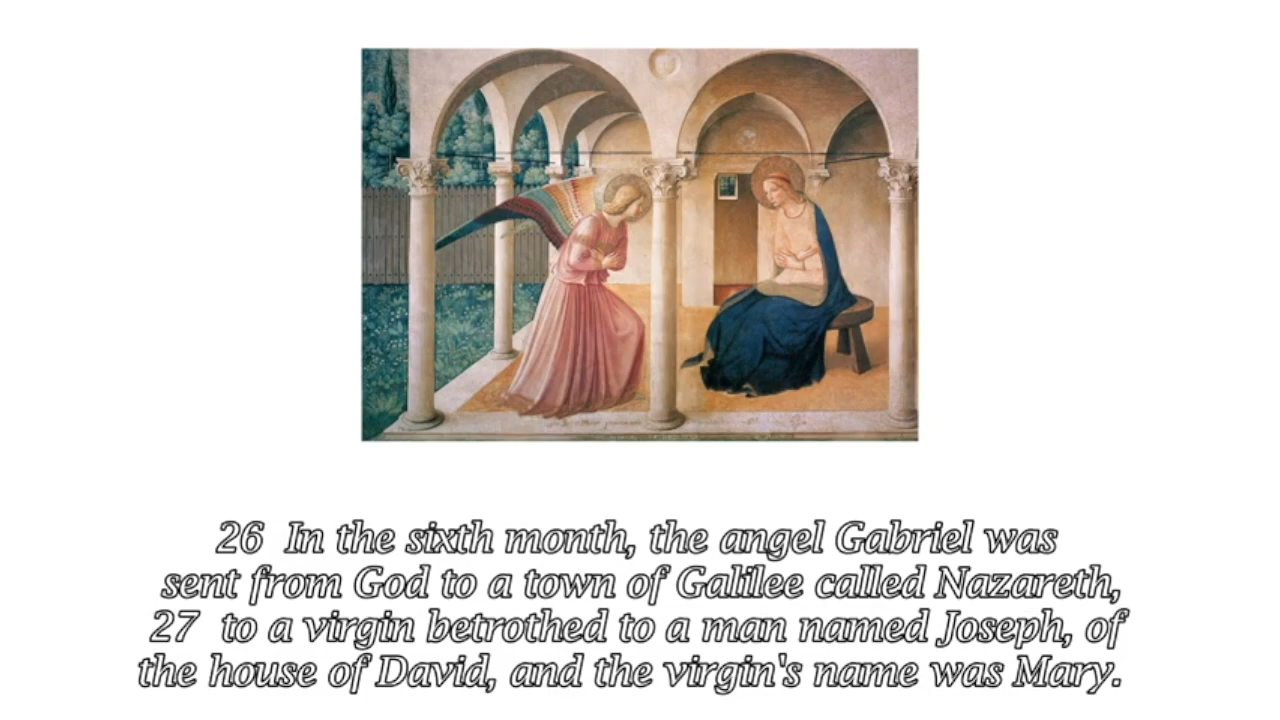 26 In the sixth month, the angel Gabriel was
sent from God to a town of Galilee called Nazareth,
27 to a virgin betrothed to a man named Joseph, of
the house of David, and the virgin's name was Mary.